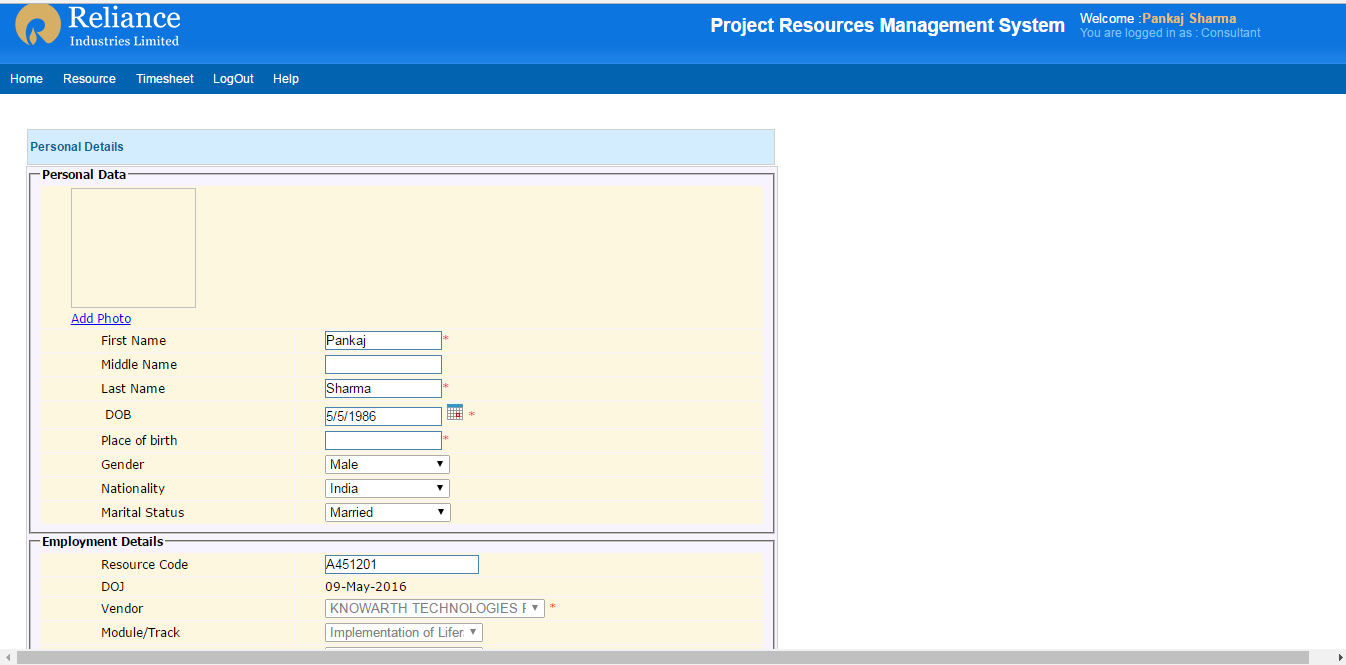 Reliance
Industries Limited
Project Resources Management System
Welcome :Pankaj Sharma
You are logged in as : Consultant
Home Resource Timesheet LogOut Help
Personal Details
Personal Data
Add Photo
First Name Pankaj *
Middle Name
Last Name Sharma *
DOB 5/5/1986 *
Place of birth *
Gender Male
Nationality India
Marital Status Married
Employment Details
Resource Code A451201
DOJ 09-May-2016
Vendor KNOWARTH TECHNOLOGIES *
Module/Track Implementation of Lifer